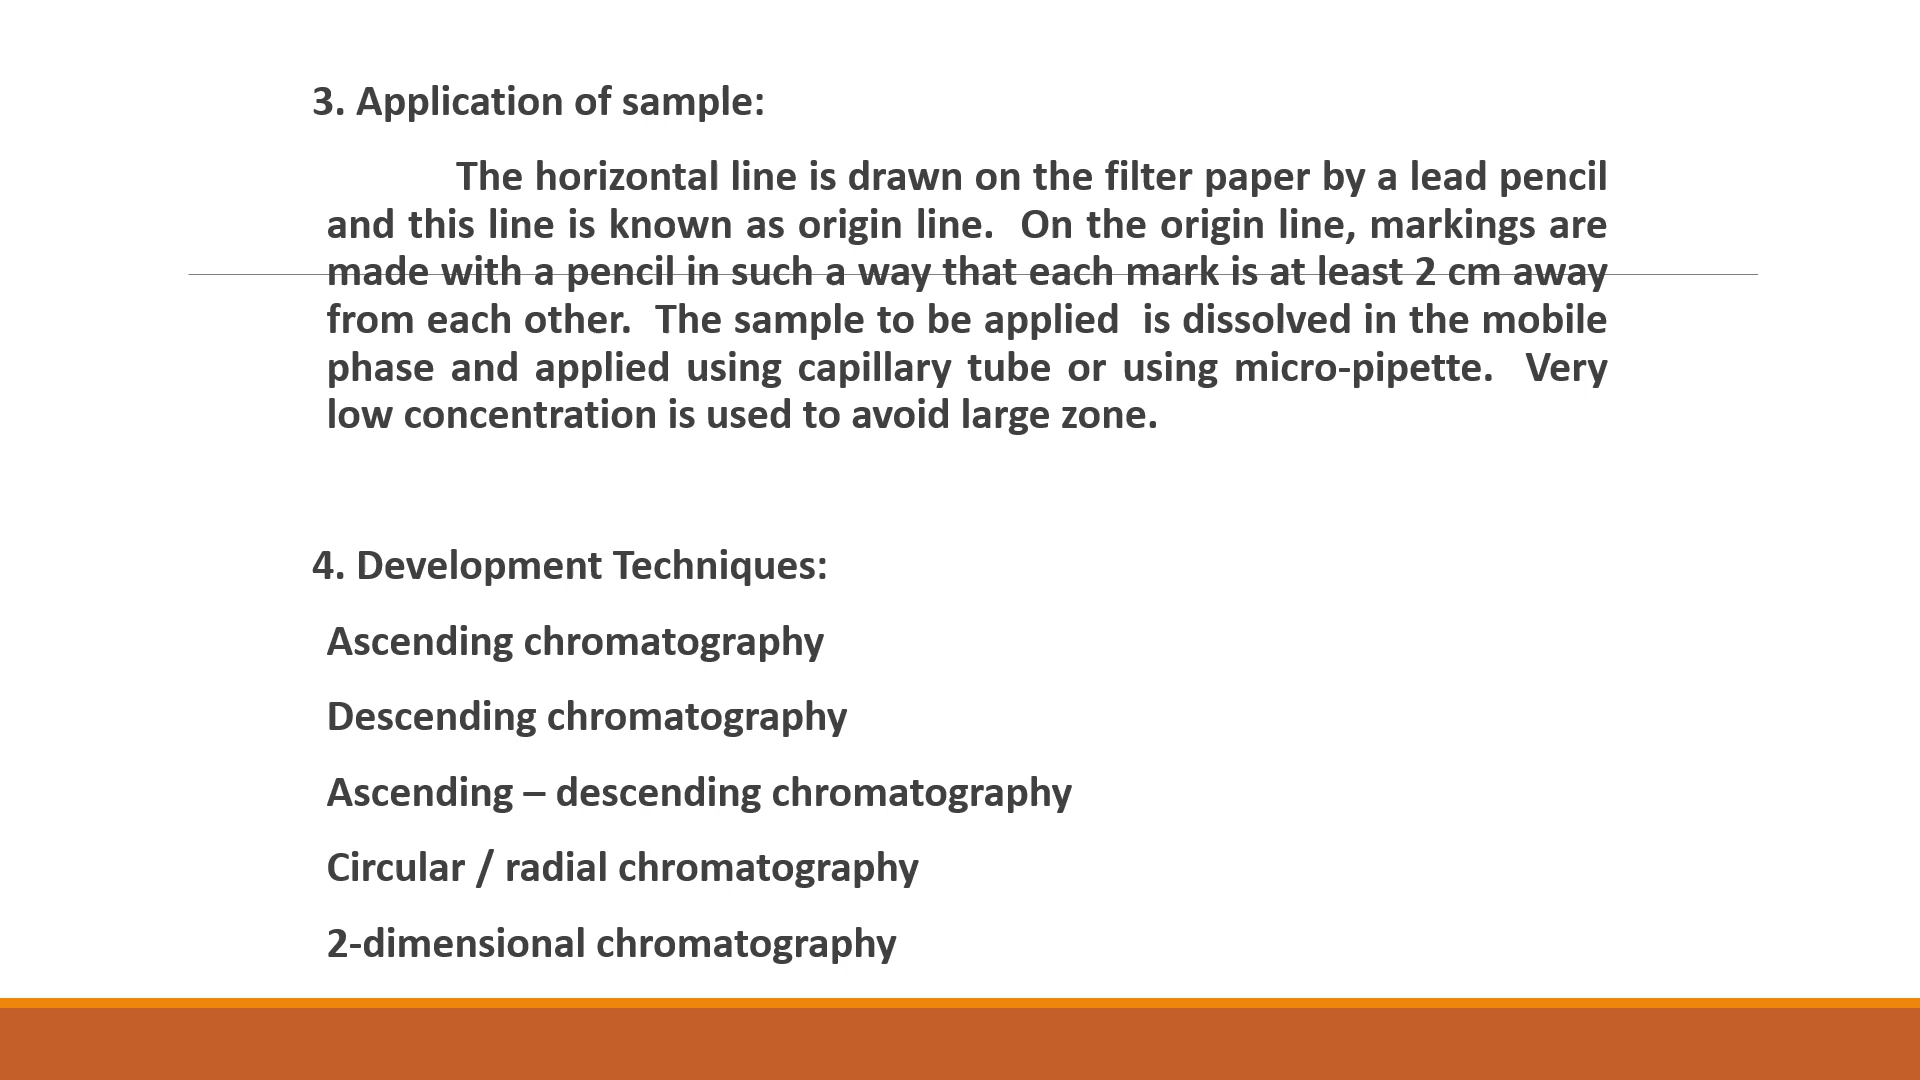 3. Application of sample:
The horizontal line is drawn on the filter paper by a lead pencil
and this line is known as origin line.  On the origin line, markings are
made with a pencil in such a way that each mark is at least 2 cm away
from each other.  The sample to be applied  is dissolved in the mobile
phase and applied using capillary tube or using micro-pipette.  Very
low concentration is used to avoid large zone.
4. Development Techniques:
Ascending chromatography
Descending chromatography
Ascending – descending chromatography
Circular / radial chromatography
2-dimensional chromatography